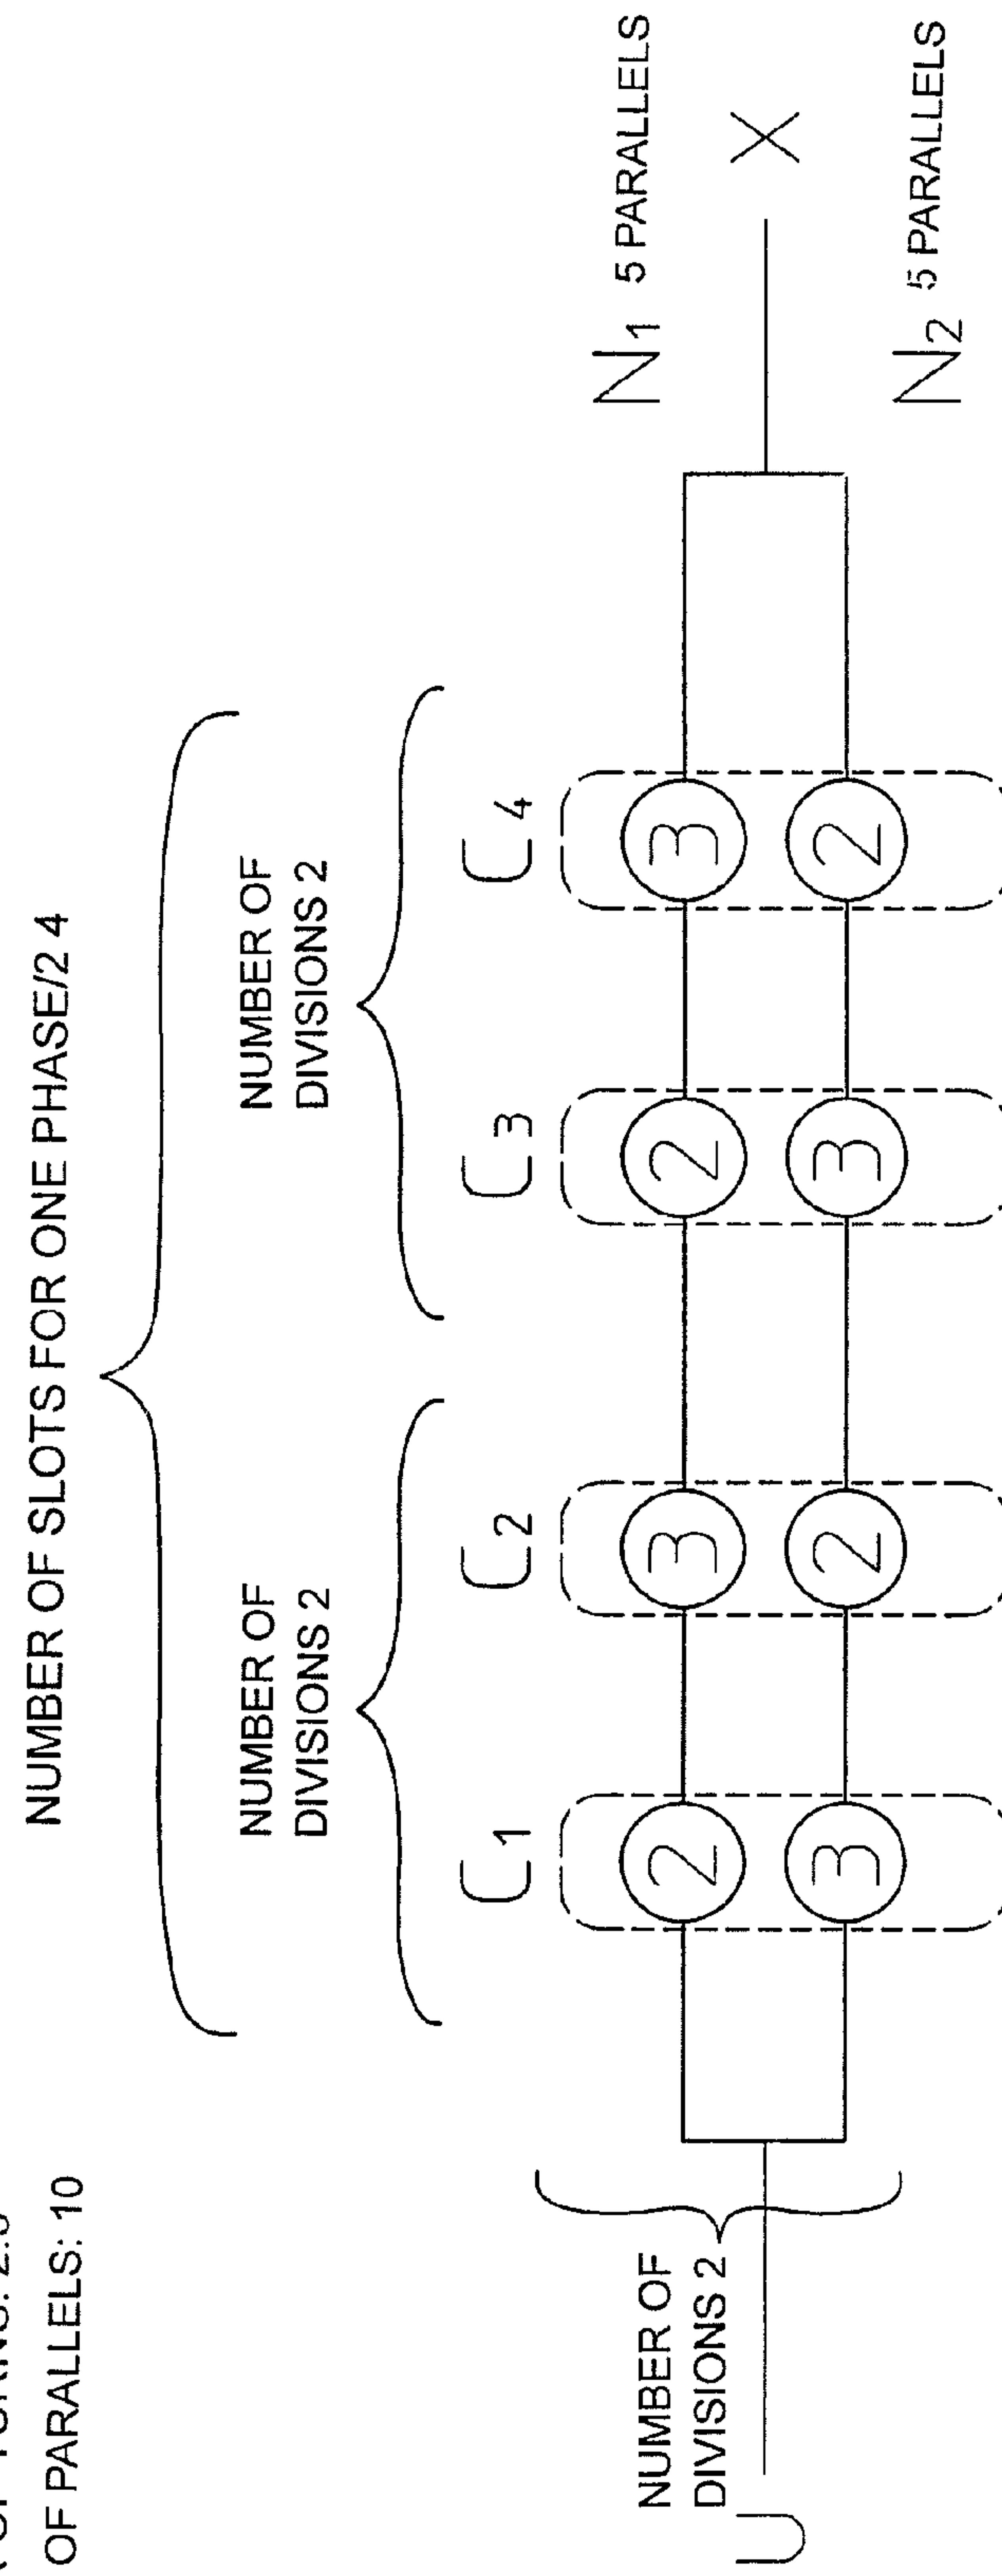 OF TURNS:
OF PARALLELS: 10
NUMBER OF SLOTS FOR ONE PHASE/2 4
NUMBER OF
DIVISIONS 2
NUMBER OF
DIVISIONS 2
C1 C2 C3 C4
N1 5 PARALLELS
2 3 2 3
NUMBER OF
DIVISIONS 2
U X
3 2 3 2
N2 5 PARALLELS